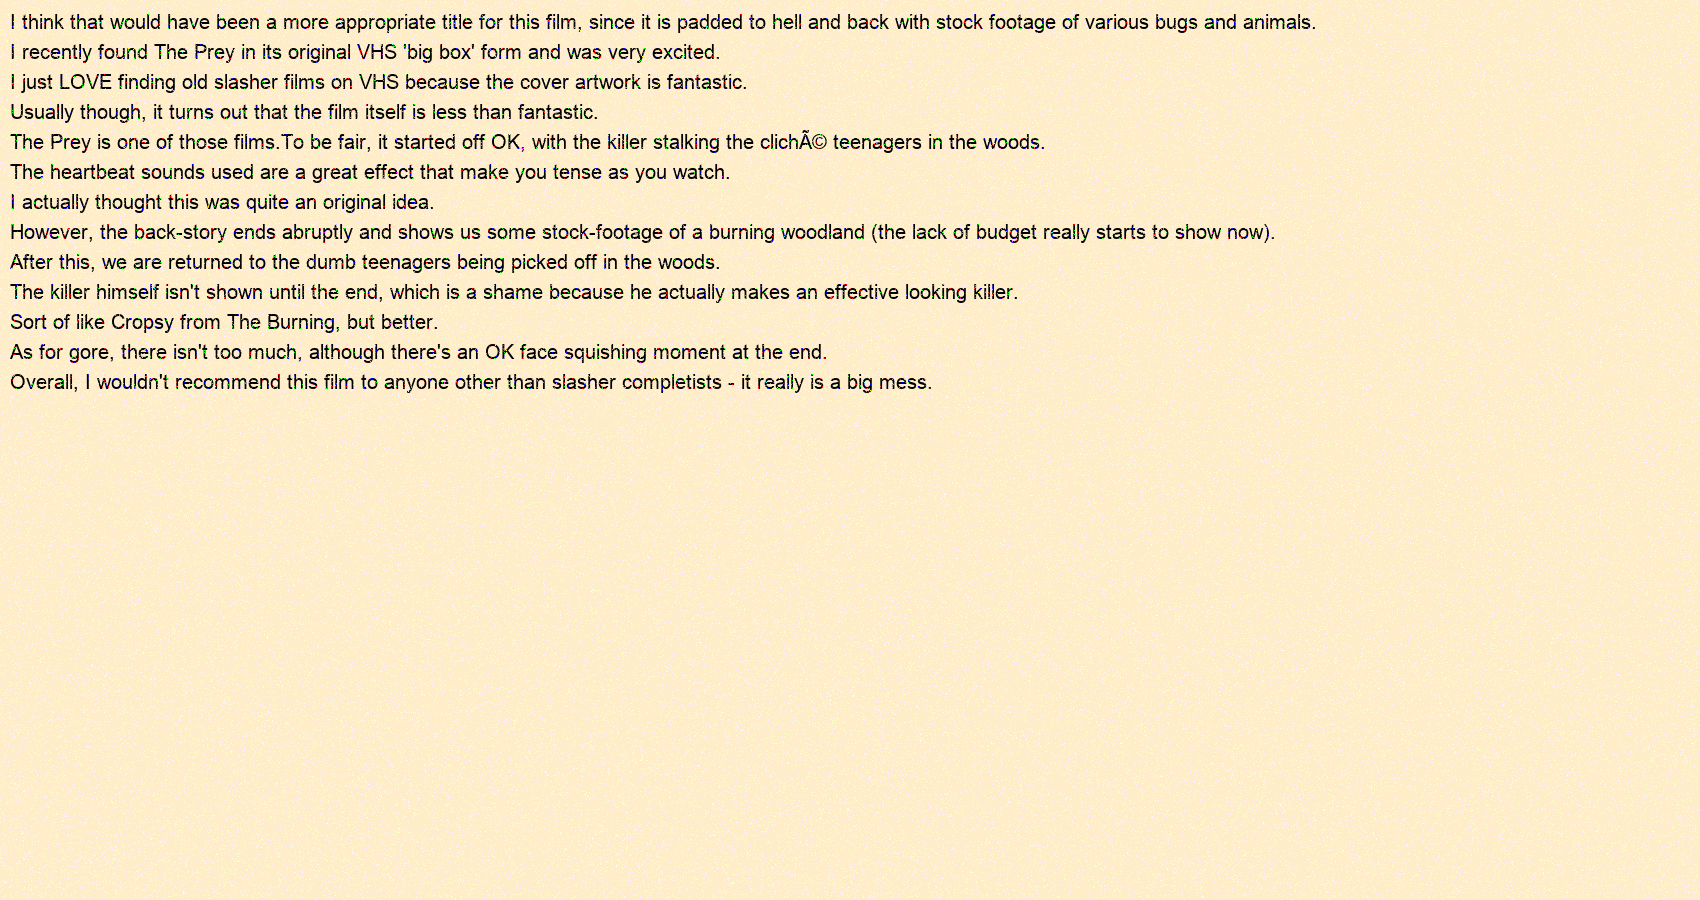 I think that would have been a more appropriate title for this film, since it is padded to hell and back with stock footage of various bugs and animals.
I recently found The Prey in its original VHS 'big box' form and was very excited.
I just LOVE finding old slasher films on VHS because the cover artwork is fantastic.
Usually though, it turns out that the film itself is less than fantastic.
The Prey is one of those films.To be fair, it started off OK, with the killer stalking the clichÃ© teenagers in the woods.
The heartbeat sounds used are a great effect that make you tense as you watch.
I actually thought this was quite an original idea.
However, the back-story ends abruptly and shows us some stock-footage of a burning woodland (the lack of budget really starts to show now).
After this, we are returned to the dumb teenagers being picked off in the woods.
The killer himself isn't shown until the end, which is a shame because he actually makes an effective looking killer.
Sort of like Cropsy from The Burning, but better.
As for gore, there isn't too much, although there's an OK face squishing moment at the end.
Overall, I wouldn't recommend this film to anyone other than slasher completists - it really is a big mess.